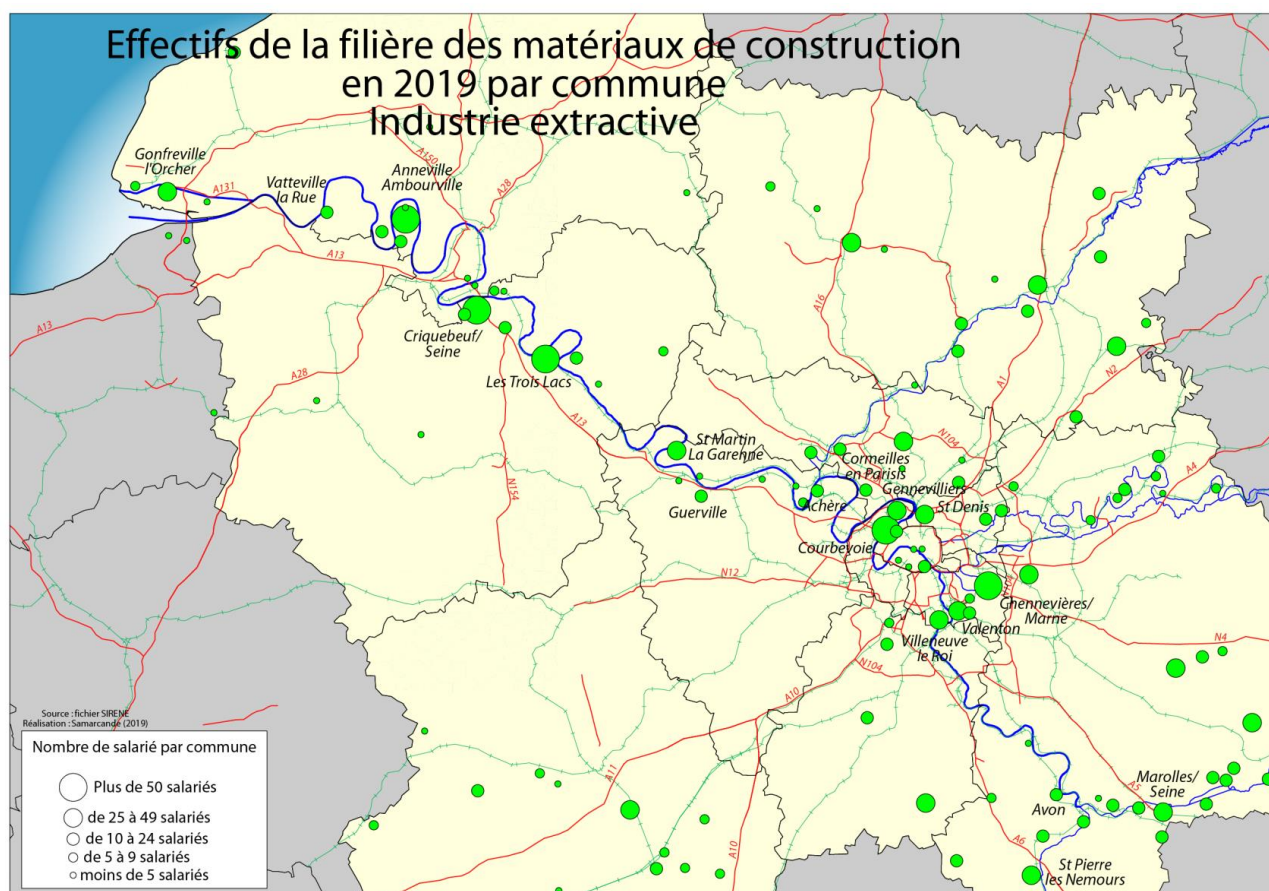 Effectifs de la filière des matériaux de construction
en 2019 par commune
Industrie extractive
Gonfreville
l'Orcher
A131
Vatteville
la Rue
Anneville
Ambourville
A150
A28
A13
A13
A28
Criquebeuf/
Seine
Les Trois Lacs
A13
N154
A16
A1
N2
St Martin
La Garenne
Guerville
N104
Cormeilles
en Parisis
Achère
Gennevilliers
St Denis
Courbevoie
A4
N12
N104
Chennevières/
Marne
Valenton
Villeneuve
le Roi
N104
N4
A10
A11
A10
A6
A5
Marolles/
Seine
Avon
St Pierre
les Nemours
Source : fichier SIRENE
Réalisation : Samarcande (2019)
Nombre de salarié par commune
Plus de 50 salariés
de 25 à 49 salariés
de 10 à 24 salariés
de 5 à 9 salariés
moins de 5 salariés